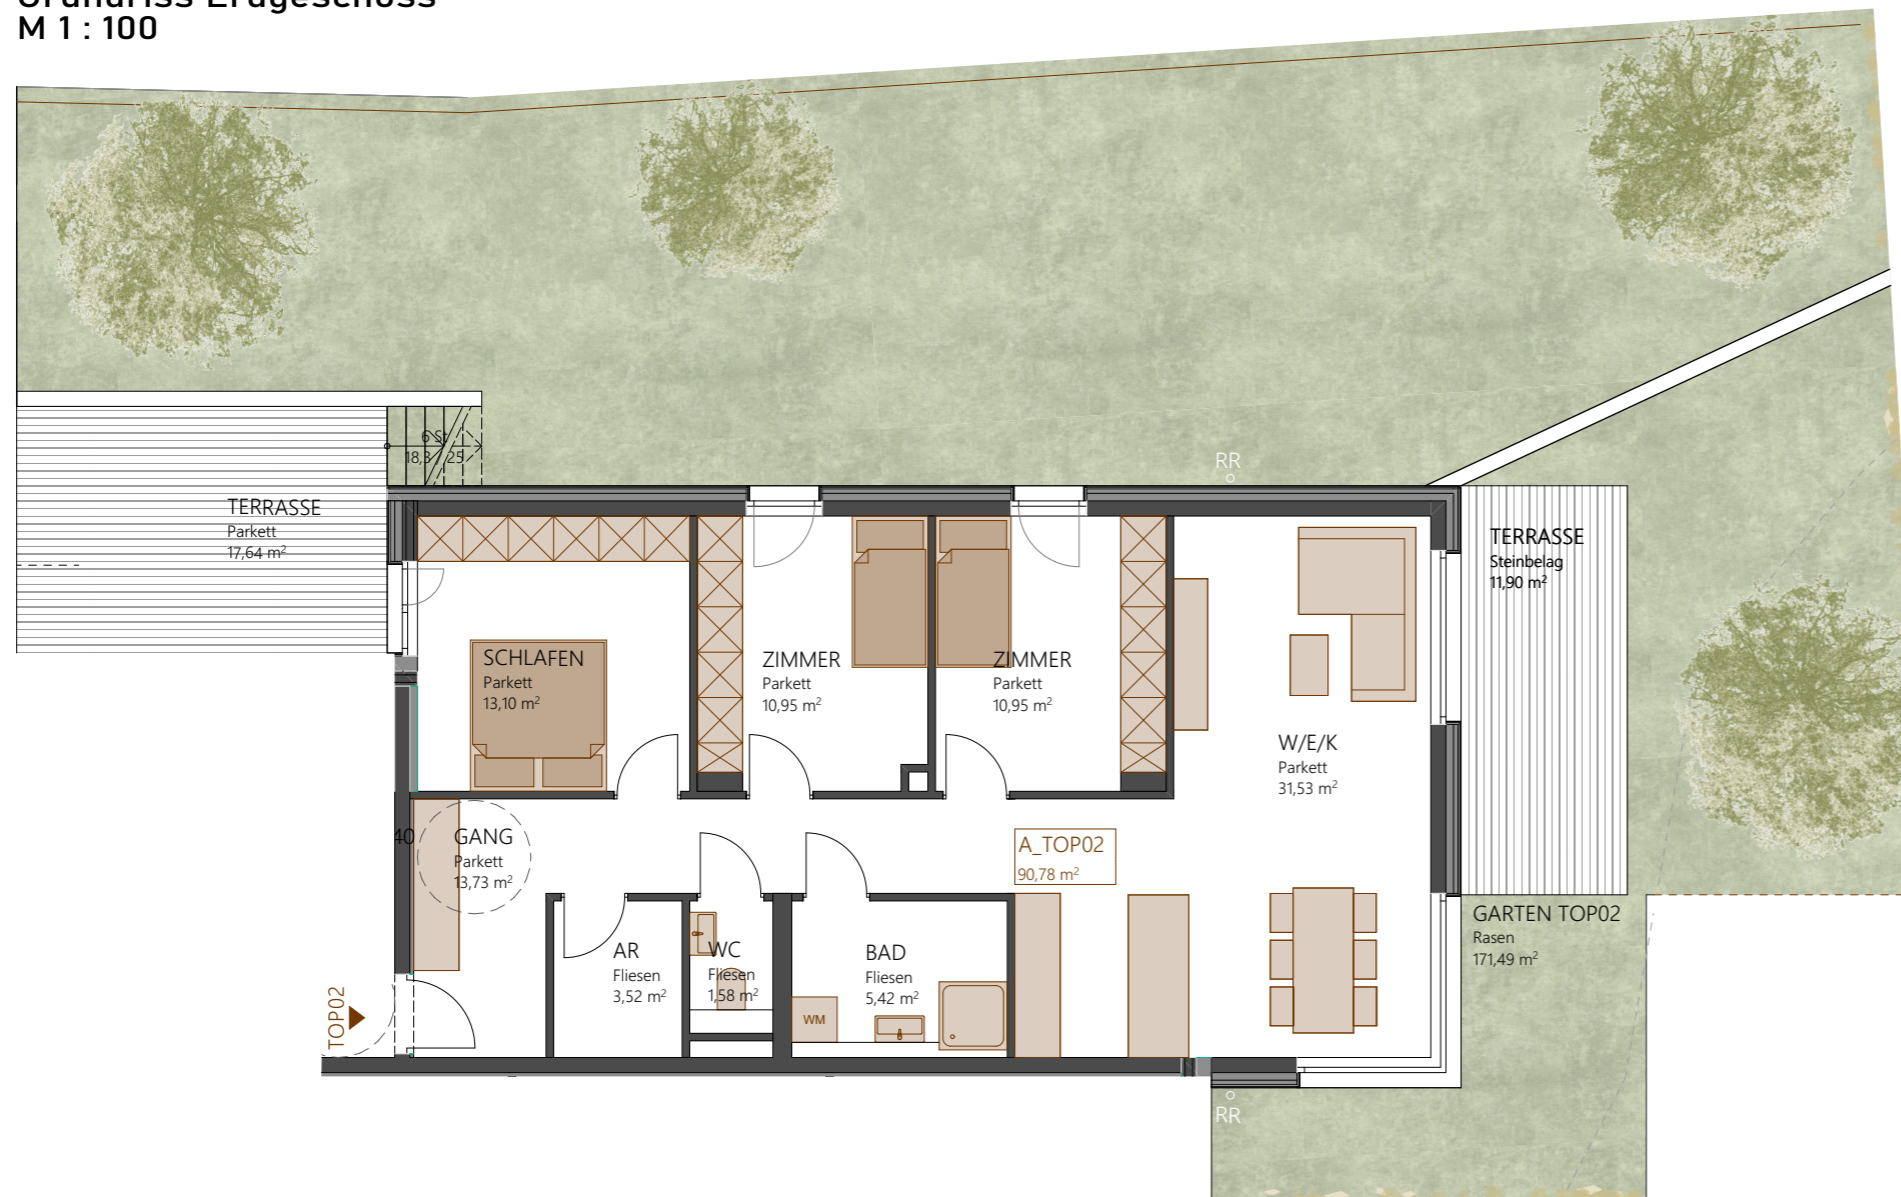 Grundriss Erdgeschoss
M 1 : 100
6 St
18,3 / 25
RR
TERRASSE
Parkett
17,64 m²
TERRASSE
Steinbelag
11,90 m²
SCHLAFEN
Parkett
13,10 m²
ZIMMER
Parkett
10,95 m²
ZIMMER
Parkett
10,95 m²
W/E/K
Parkett
31,53 m²
40
GANG
Parkett
13,73 m²
A_TOP02
90,78 m²
AR
Fliesen
3,52 m²
WC
Fliesen
1,58 m²
BAD
Fliesen
5,42 m²
WM
GARTEN TOP02
Rasen
171,49 m²
TOP02
RR